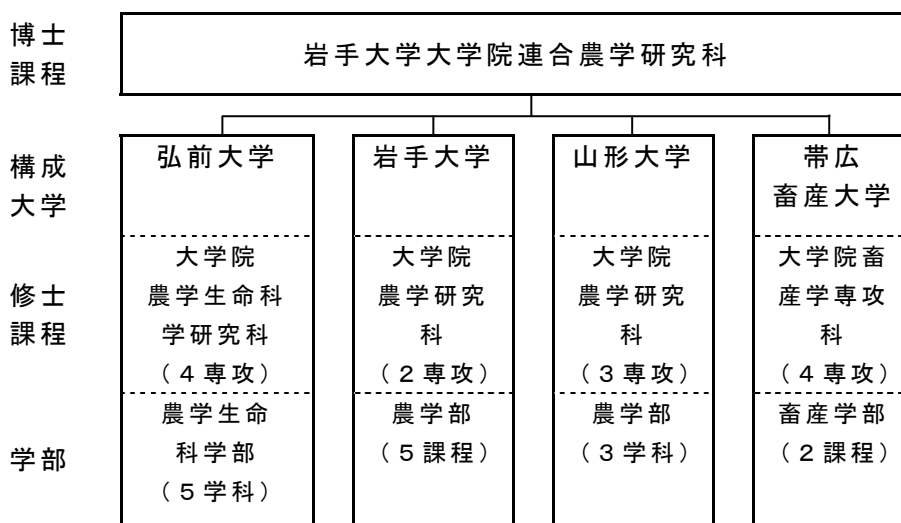 博士
課程
岩手大学大学院連合農学研究科
構成
大学
弘前大学
岩手大学
山形大学
帯広
畜産大学
修士
課程
大学院
農学生命科
学研究科
（４専攻）
大学院
農学研究
科
（２専攻）
大学院
農学研究
科
（３専攻）
大学院畜
産学専攻
科
（４専攻）
学部
農学生命
科学部
（５学科）
農学部
（５課程）
農学部
（３学科）
畜産学部
（２課程）